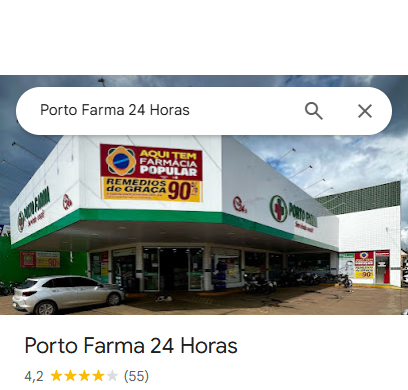 Porto Farma 24 Horas
AQUI TEM
FARMÁCIA
POPULAR
REMÉDIOS
de GRAÇA
90%
PORTO FARMA
PORTO FARMA
90
Porto Farma 24 Horas
4,2
(55)